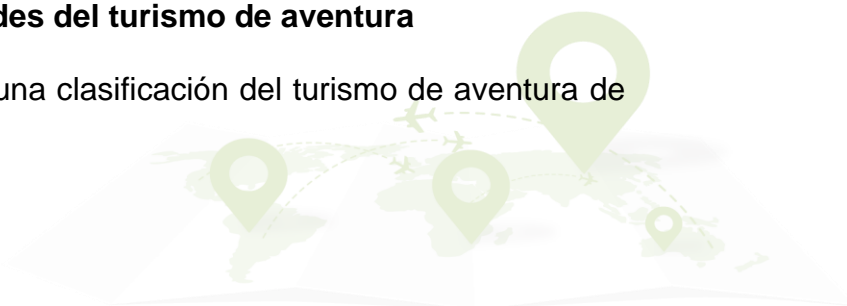 des del turismo de aventura
una clasificación del turismo de aventura de